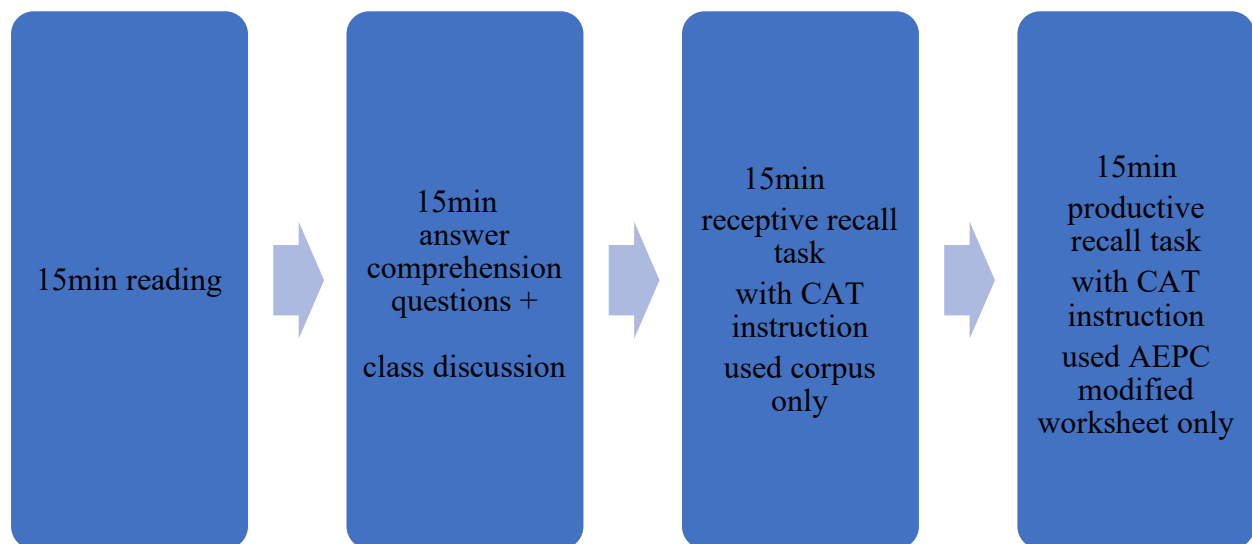 15min reading
15min
answer
comprehension
questions +
class discussion
15min
receptive recall
task
with CAT
instruction
used corpus
only
15min
productive
recall task
with CAT
instruction
used AEPC
modified
worksheet only